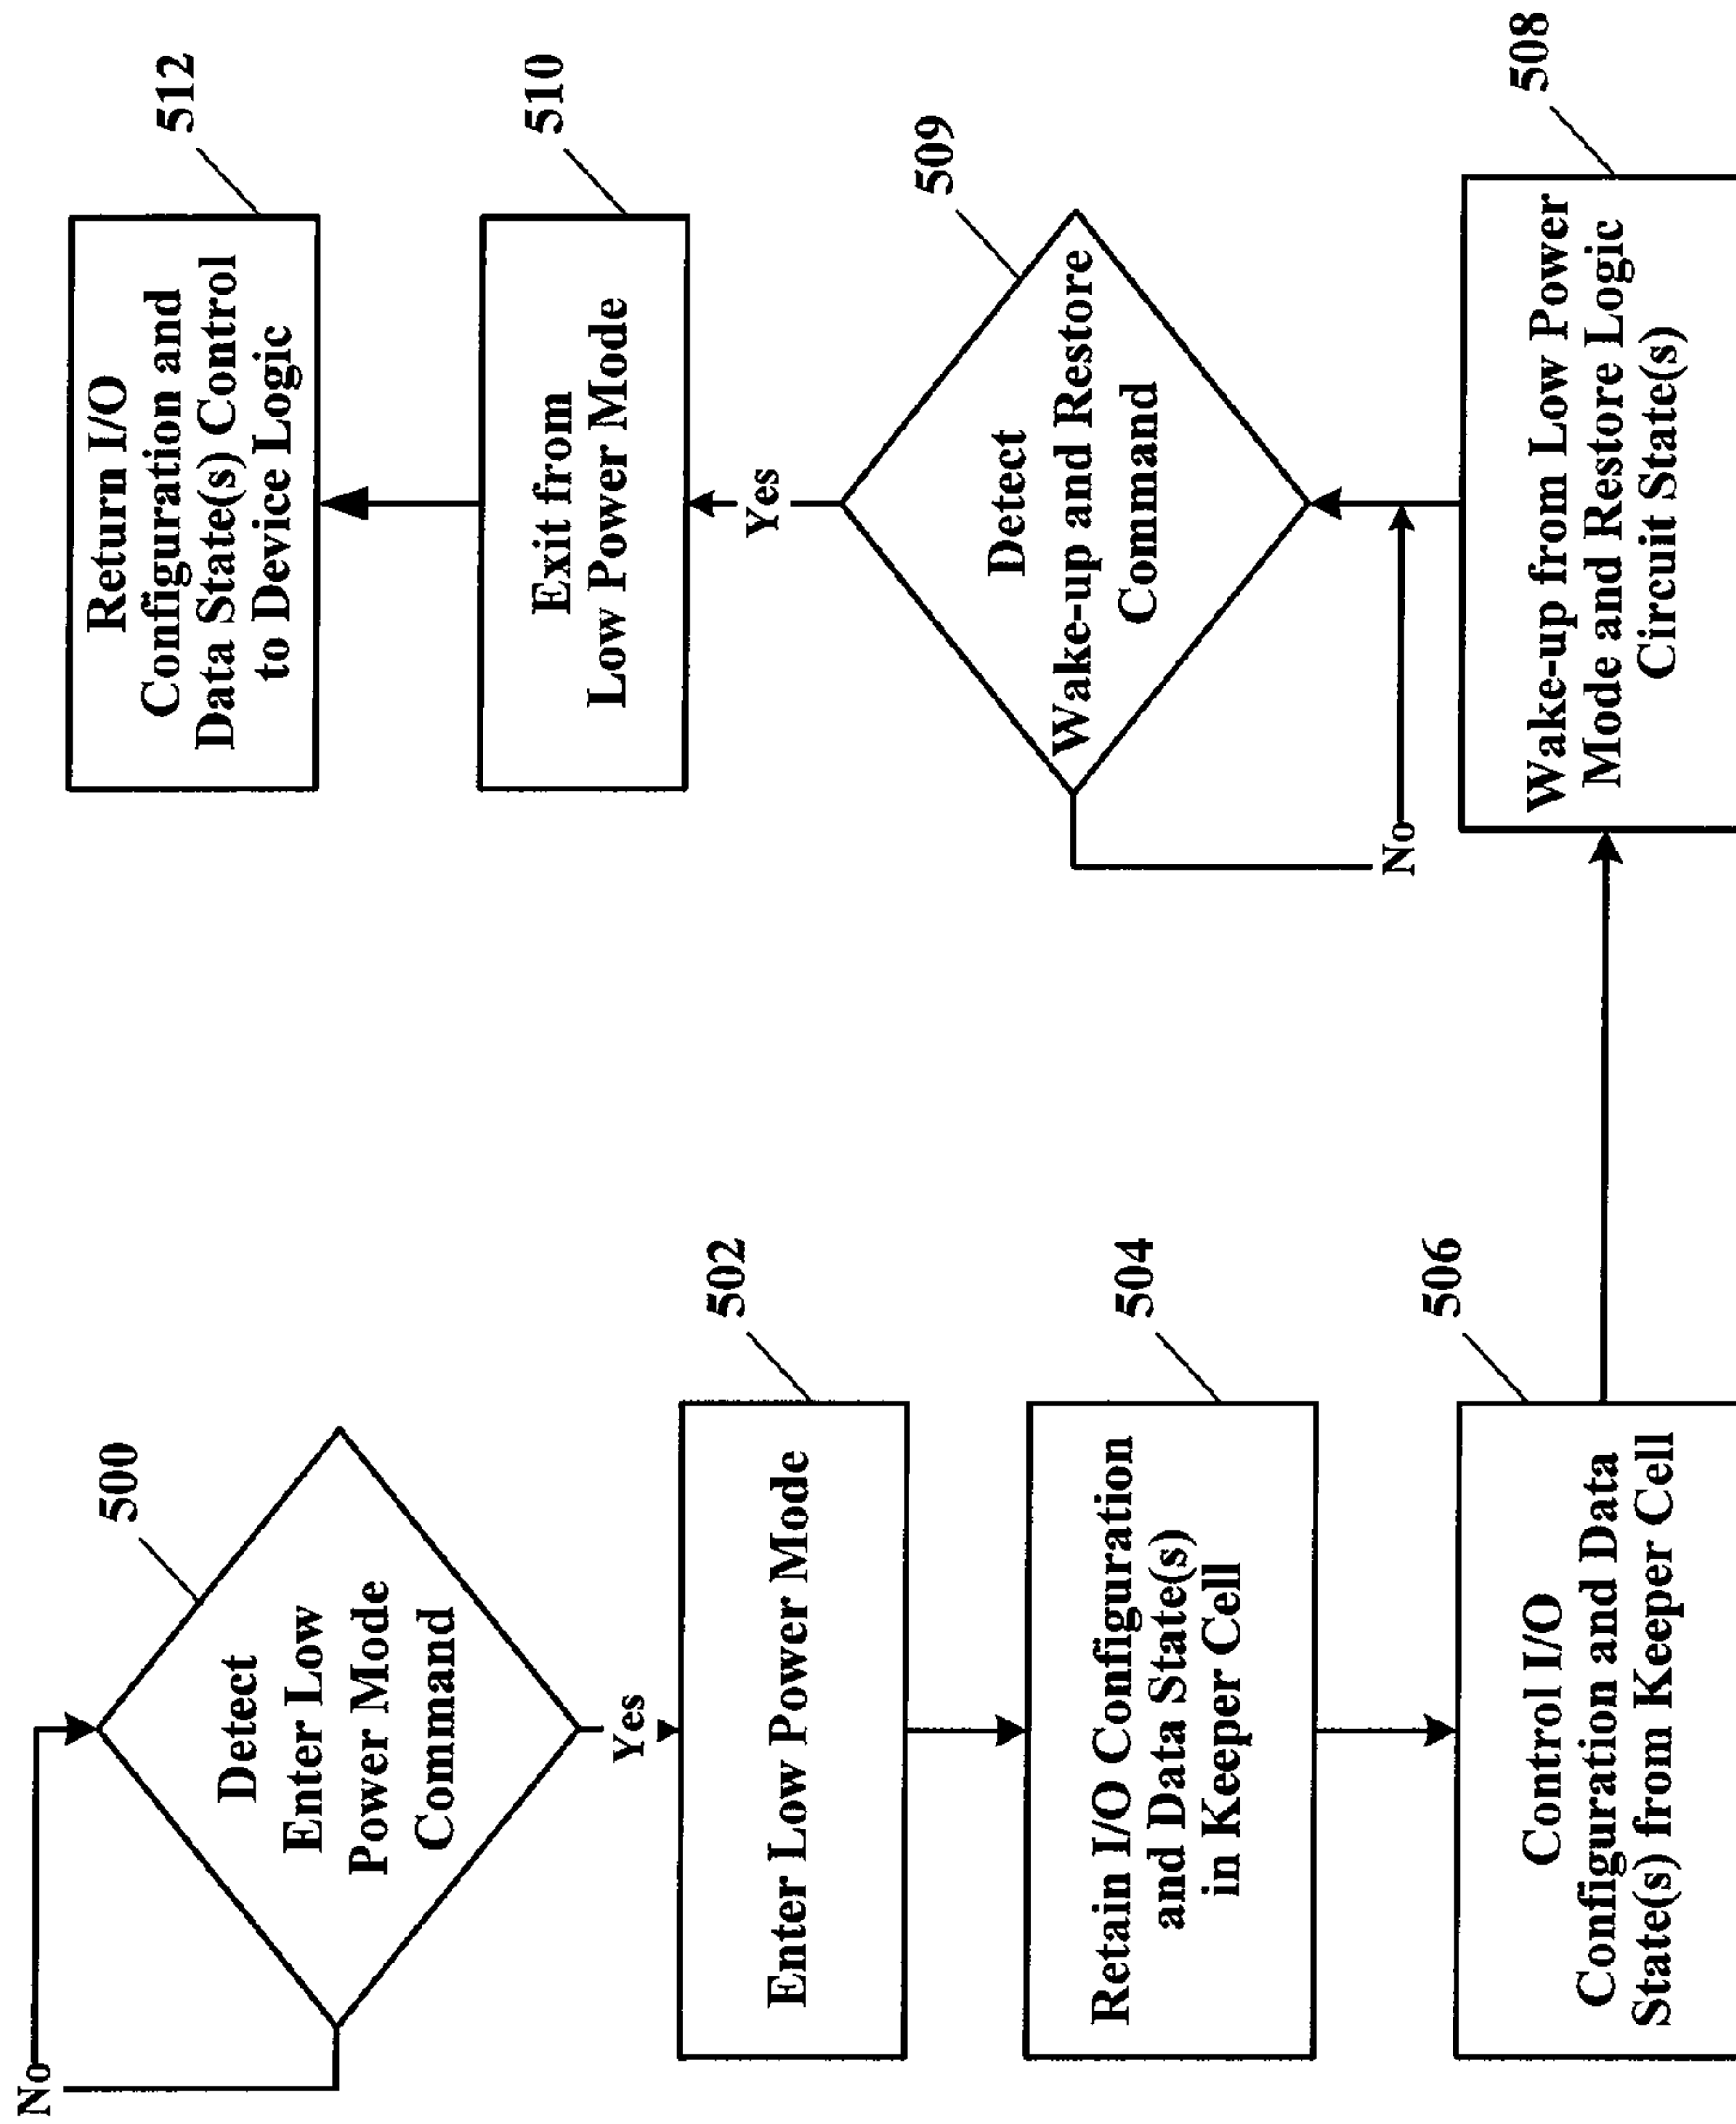 No
500
Detect
Enter Low
Power Mode
Command
Yes
502
Enter Low Power Mode
504
Retain I/O Configuration
and Data State(s)
in Keeper Cell
506
Control I/O
Configuration and Data
State(s) from Keeper Cell
508
Wake-up from Low Power
Mode and Restore Logic
Circuit State(s)
No
509
Detect
Wake-up and Restore
Command
Yes
510
Exit from
Low Power Mode
512
Return I/O
Configuration and
Data State(s) Control
to Device Logic